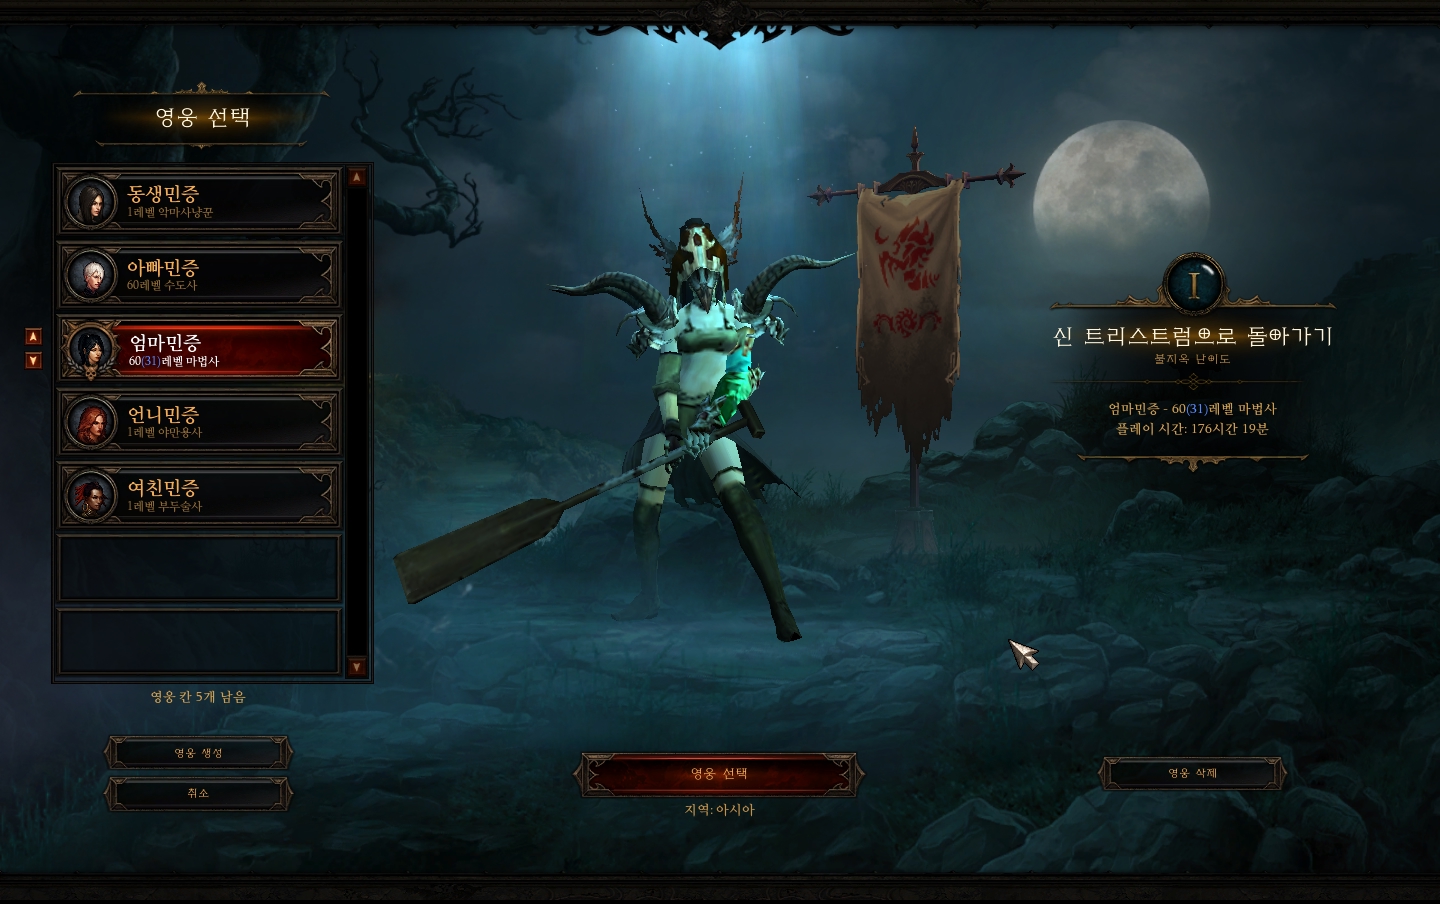 영웅 선택
동생민증
1레벨 악마사냥꾼
아빠민증
60레벨 수도사
엄마민증
60(31)레벨 마법사
언니민증
1레벨 야만용사
여친민증
1레벨 부두술사
영웅 칸 5개 남음
영웅 생성
취소
영웅 선택
지역: 아시아
I
신 트리스트럼으로 돌아가기
불지옥 난이도
엄마민증 - 60(31)레벨 마법사
플레이 시간: 176시간 19분
영웅 삭제